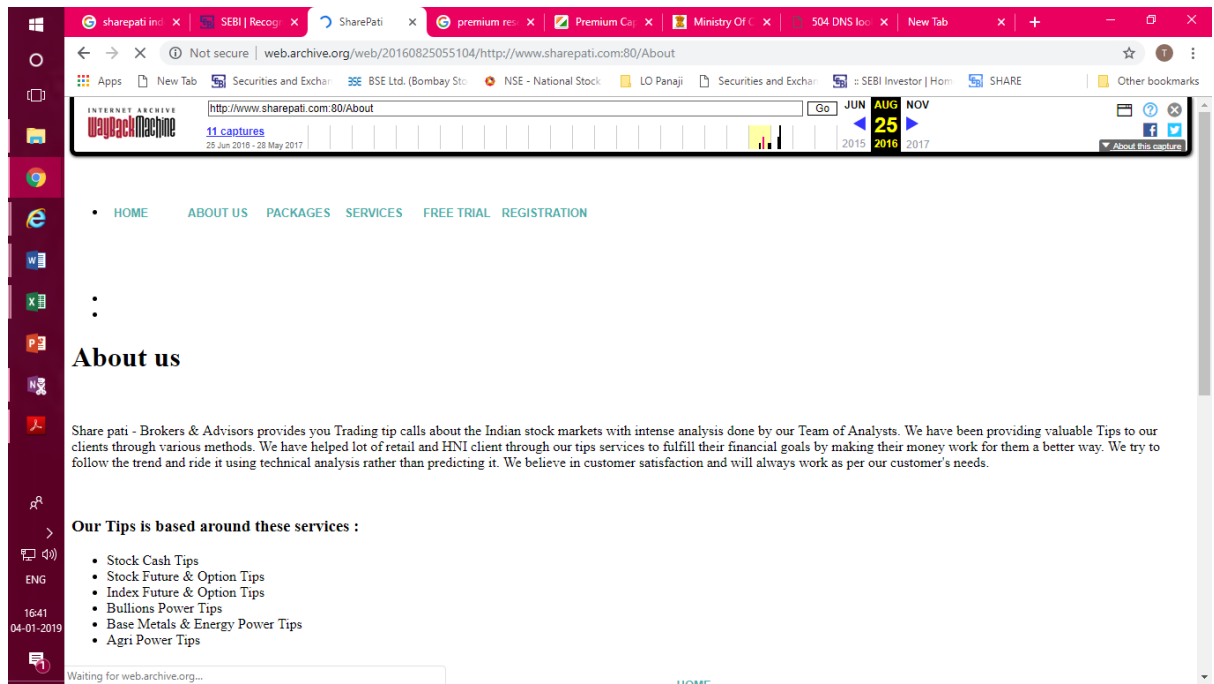 sharepati ind
SEBI | Recogn
SharePati
premium res
Premium Cap
Ministry Of C
504 DNS loo
New Tab
Not secure | web.archive.org/web/20160825055104/http://www.sharepati.com:80/About
Apps New Tab Securities and Exchan BSE Ltd. (Bombay Sto NSE - National Stock LO Panaji Securities and Exchan :: SEBI Investor | Hom SHARE Other bookmarks
INTERNET ARCHIVE
WayBackMachine
http://www.sharepati.com:80/About
Go
JUN AUG NOV
11 captures
25
25 Jun 2016 - 28 May 2017
2015 2016 2017
About this capture
HOME ABOUT US PACKAGES SERVICES FREE TRIAL REGISTRATION
About us
Share pati - Brokers & Advisors provides you Trading tip calls about the Indian stock markets with intense analysis done by our Team of Analysts. We have been providing valuable Tips to our
clients through various methods. We have helped lot of retail and HNI client through our tips services to fulfill their financial goals by making their money work for them a better way. We try to
follow the trend and ride it using technical analysis rather than predicting it. We believe in customer satisfaction and will always work as per our customer's needs.
Our Tips is based around these services :
Stock Cash Tips
Stock Future & Option Tips
Index Future & Option Tips
Bullions Power Tips
Base Metals & Energy Power Tips
Agri Power Tips
Waiting for web.archive.org...
HOME
ENG
16:41
04-01-2019
1